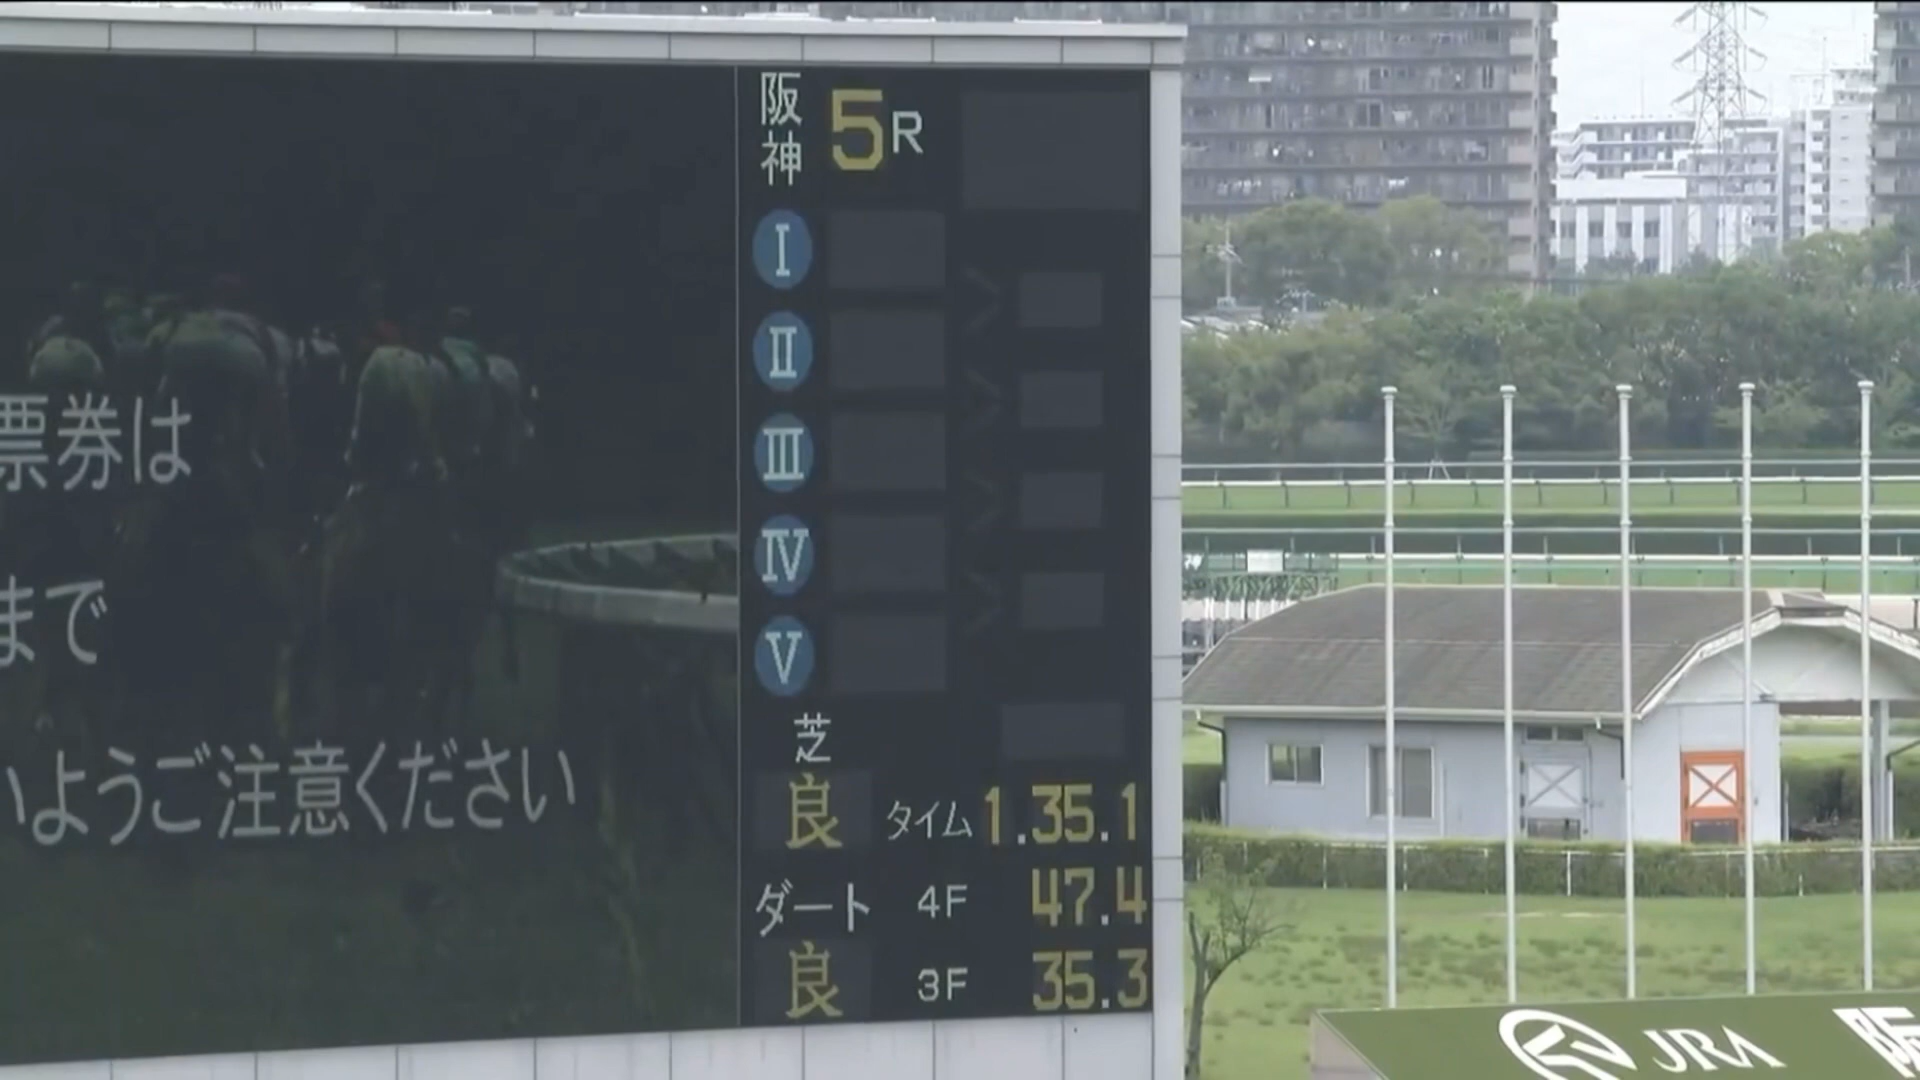 票券は
まで
いようご注意ください
阪神 5R
Ⅰ
Ⅱ
Ⅲ
Ⅳ
Ⅴ
芝
良 タイム 1.35.1
ダート 4F 47.4
良 3F 35.3
JRA 阪